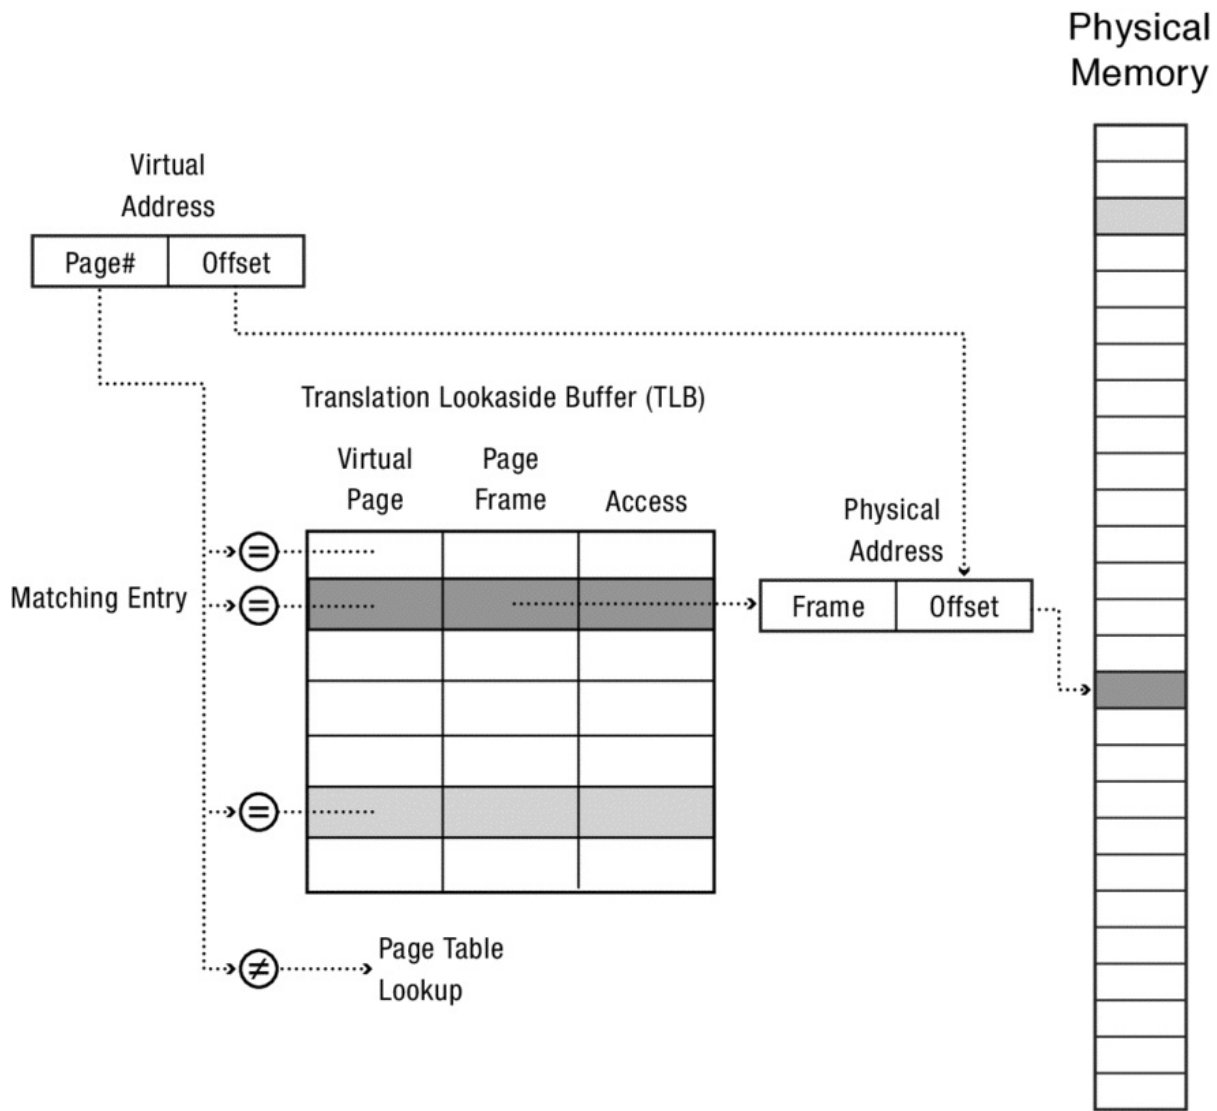 Physical
Memory
Virtual
Address
Page#
Offset
Translation Lookaside Buffer (TLB)
Virtual
Page
Page
Frame
Access
Physical
Address
=
Matching Entry
=
Frame
Offset
=
≠
Page Table
Lookup